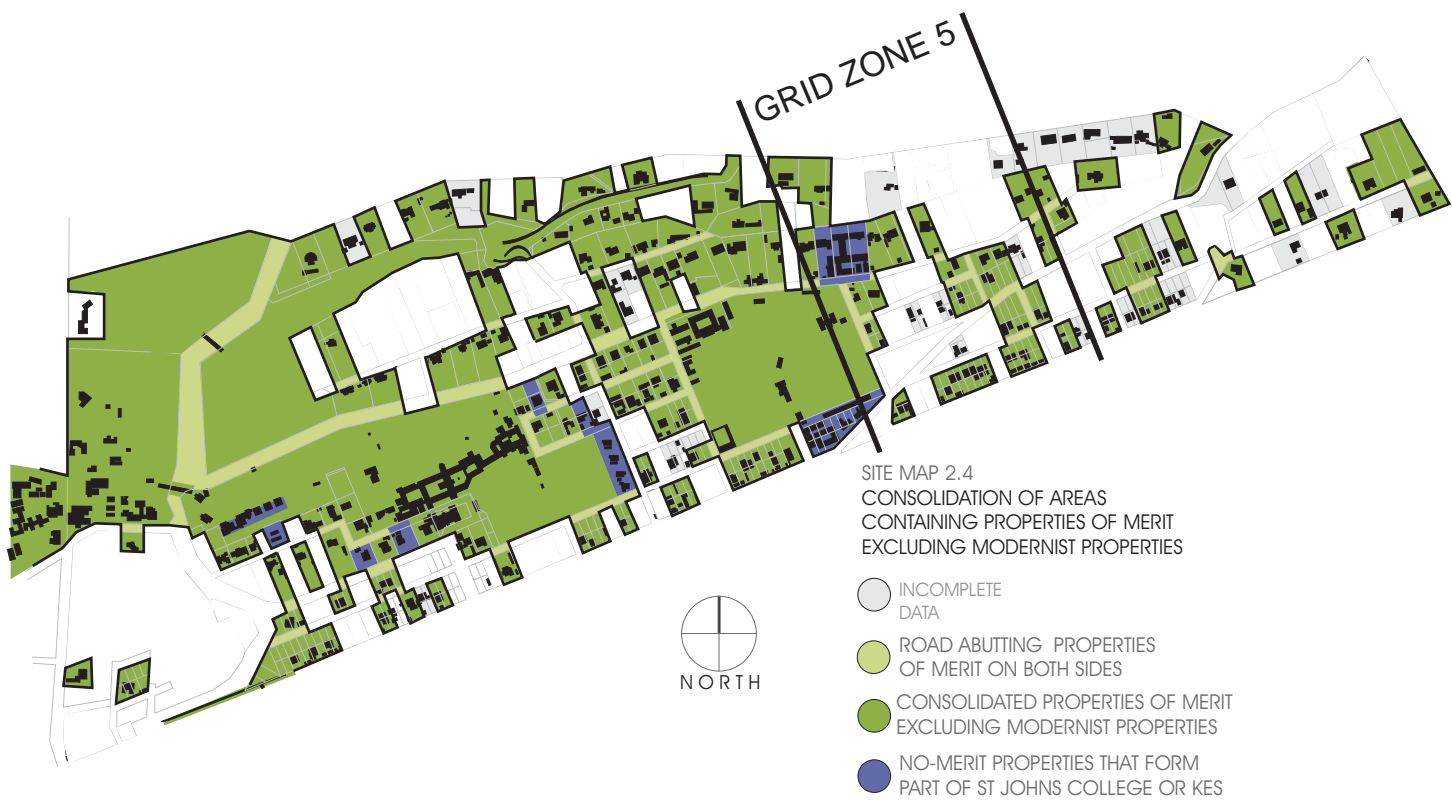 GRID ZONE 5
SITE MAP 2.4
CONSOLIDATION OF AREAS
CONTAINING PROPERTIES OF MERIT
EXCLUDING MODERNIST PROPERTIES
INCOMPLETE
DATA
ROAD ABUTTING PROPERTIES
OF MERIT ON BOTH SIDES
CONSOLIDATED PROPERTIES OF MERIT
EXCLUDING MODERNIST PROPERTIES
NO-MERIT PROPERTIES THAT FORM
PART OF ST JOHNS COLLEGE OR KES
NORTH